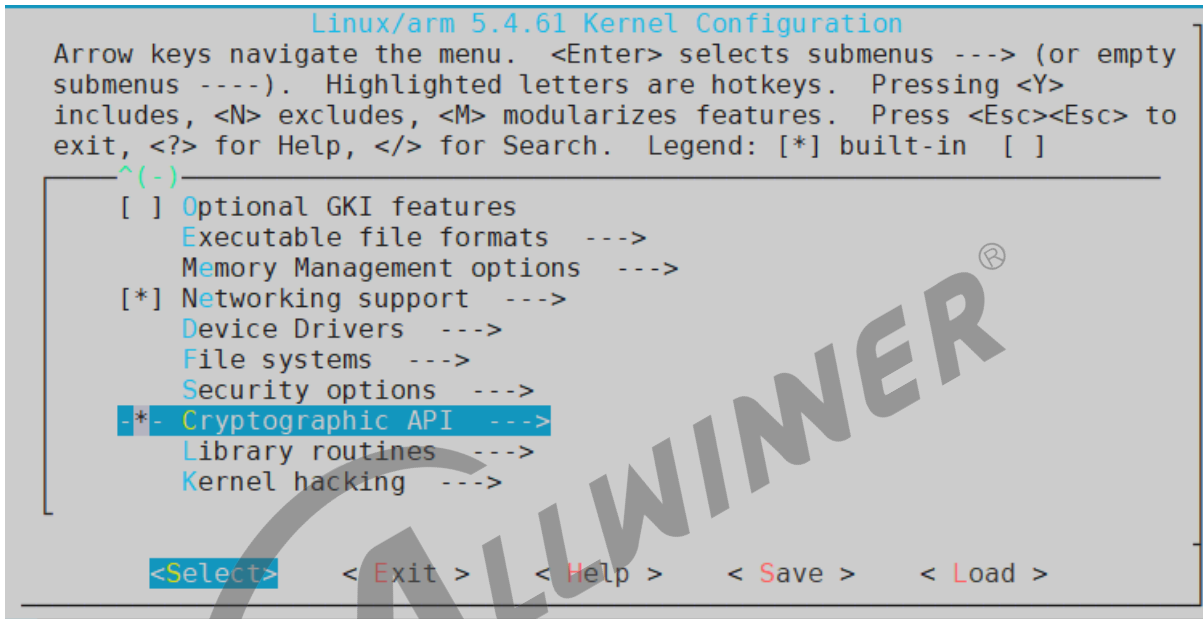 Linux/arm 5.4.61 Kernel Configuration
Arrow keys navigate the menu.  <Enter> selects submenus ---> (or empty
submenus ----).  Highlighted letters are hotkeys.  Pressing <Y>
includes, <N> excludes, <M> modularizes features.  Press <Esc><Esc> to
exit, <?> for Help, </> for Search.  Legend: [*] built-in  [ ]
^(-)
[ ] Optional GKI features
Executable file formats  --->
Memory Management options  --->
[*] Networking support  --->
Device Drivers  --->
File systems  --->
Security options  --->
-*- Cryptographic API  --->
Library routines  --->
Kernel hacking  --->
<Select>    < Exit >    < Help >    < Save >    < Load >
ALLWINNER®